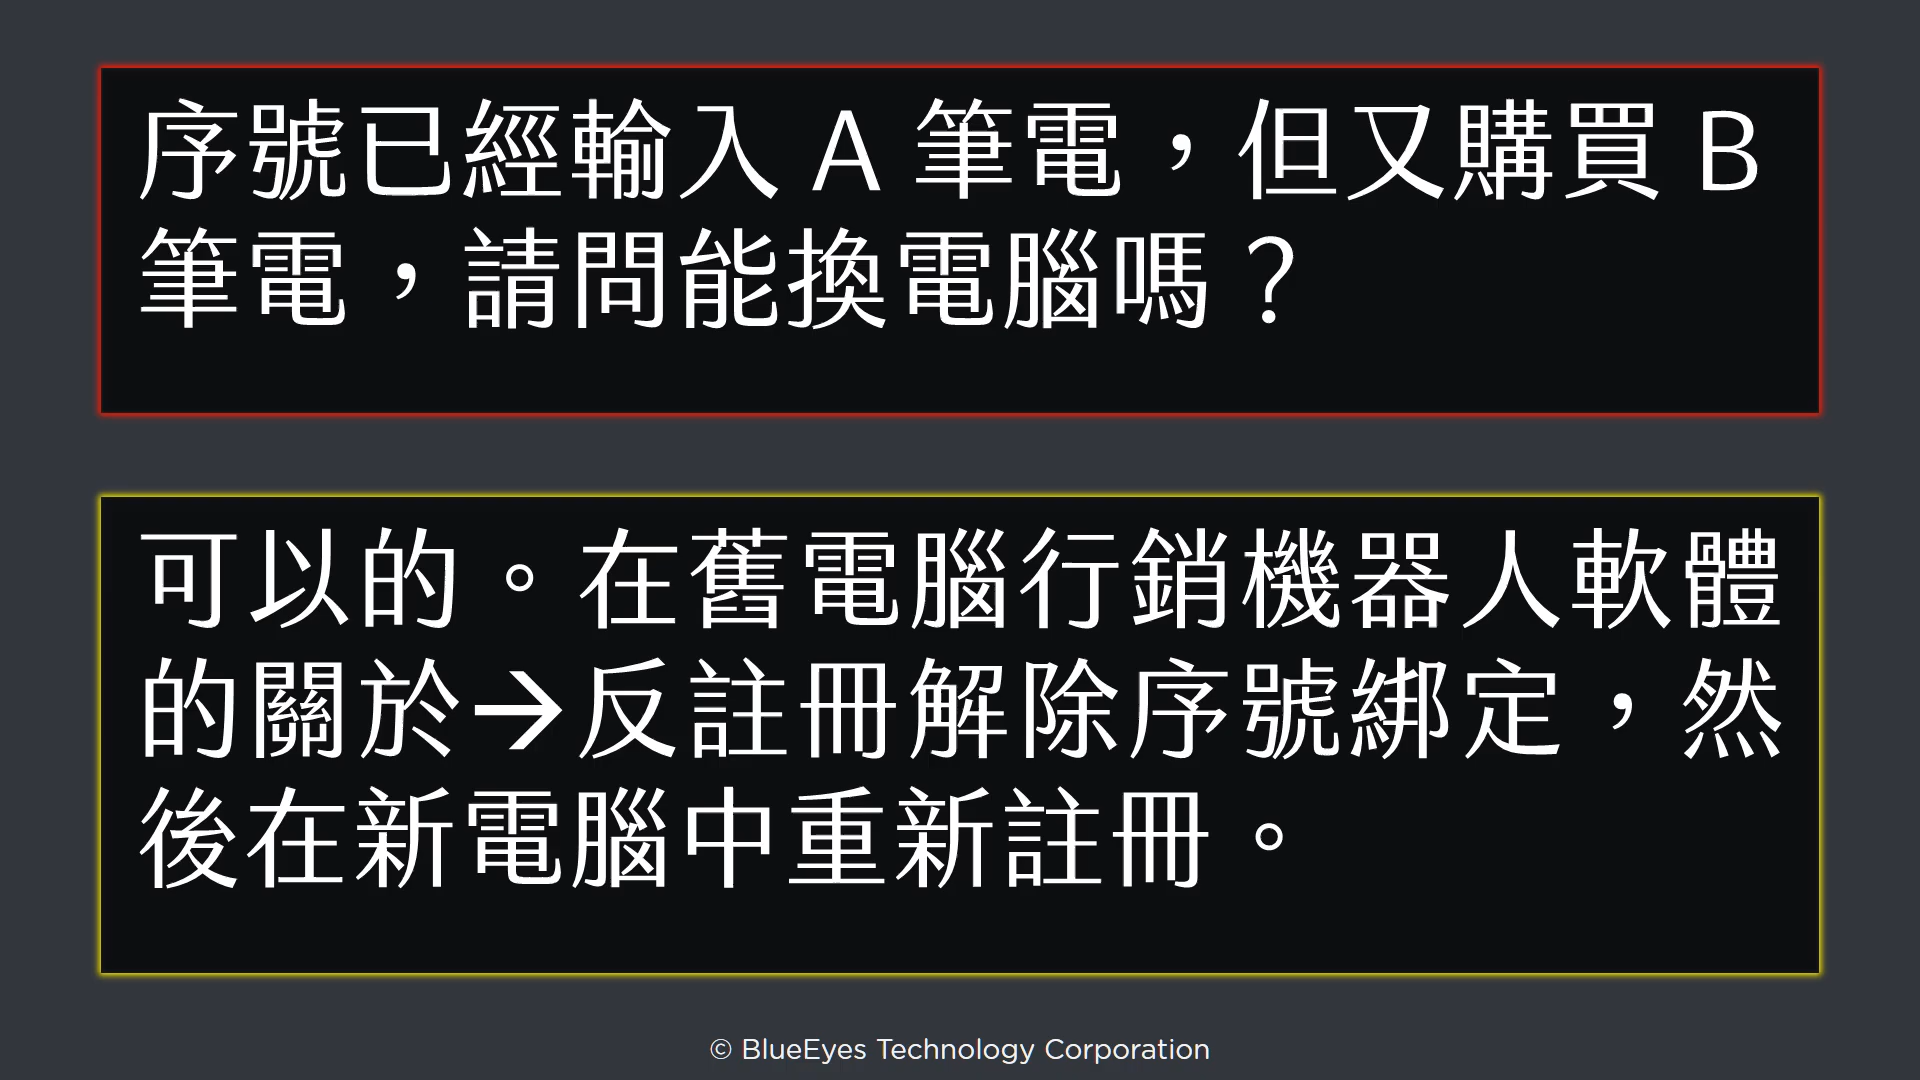 序號已經輸入 A 筆電，但又購買 B
筆電，請問能換電腦嗎？
可以的。在舊電腦行銷機器人軟體
的關於→反註冊解除序號綁定，然
後在新電腦中重新註冊。
© BlueEyes Technology Corporation